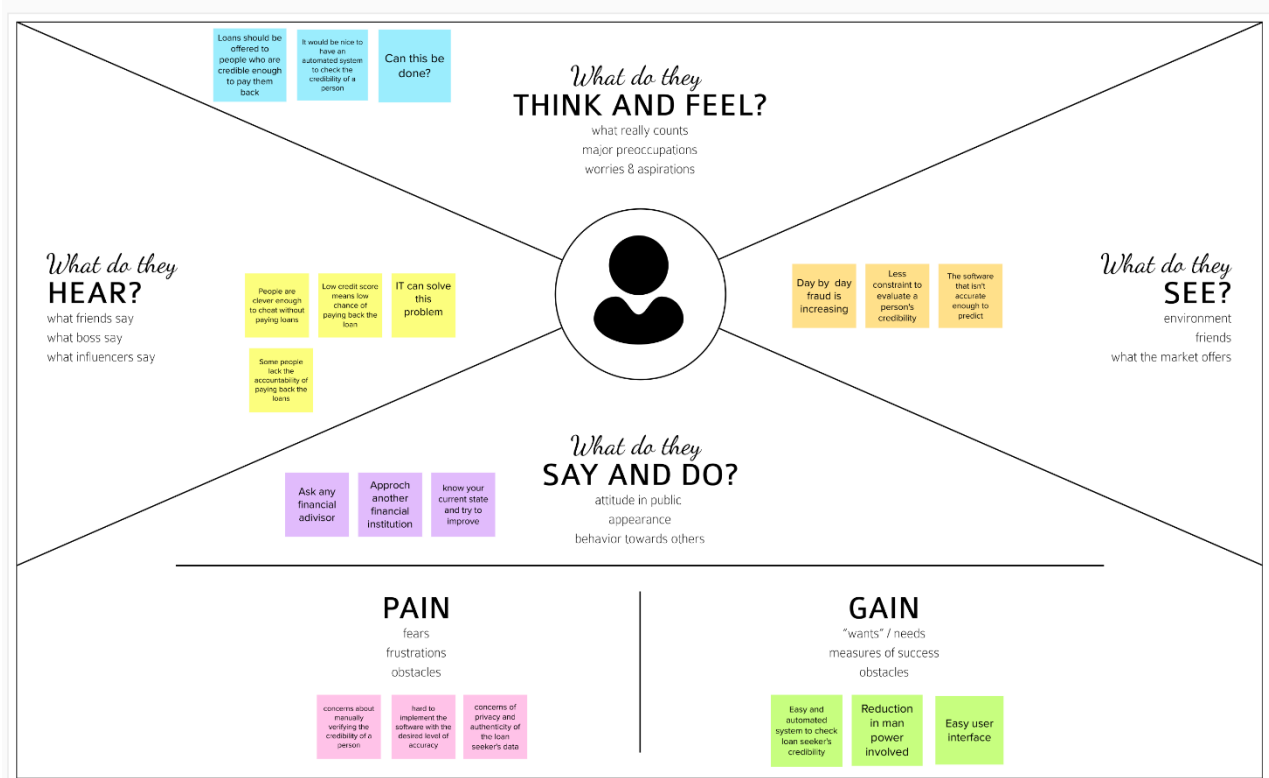 Loans should be
offered to
people who are
credible enough
to pay them
back
It would be nice to
have an
automated system
to check the
credibility of a
person
Can this be
done?
What do they
THINK AND FEEL?
what really counts
major preoccupations
worries & aspirations
What do they
HEAR?
what friends say
what boss say
what influencers say
People are
clever enough
to cheat without
paying loans
Low credit score
means low
chance of
paying back the
loan
IT can solve
this
problem
Some people
lack the
accountability of
paying back the
loans
Day by day
fraud is
increasing
Less
constraint to
evaluate a
person's
credibility
The software
that isn't
accurate
enough to
predict
What do they
SEE?
environment
friends
what the market offers
What do they
SAY AND DO?
attitude in public
appearance
behavior towards others
Ask any
financial
adivisor
Approch
another
financial
institution
know your
current state
and try to
improve
PAIN
fears
frustrations
obstacles
concerns about
manually
verifying the
credibility of a
person
hard to
implement the
software with the
desired level of
accuracy
concerns of
privacy and
authenticity of
the loan
seeker's data
GAIN
"wants" / needs
measures of success
obstacles
Easy and
automated
system to check
loan seeker's
credibility
Reduction
in man
power
involved
Easy user
interface